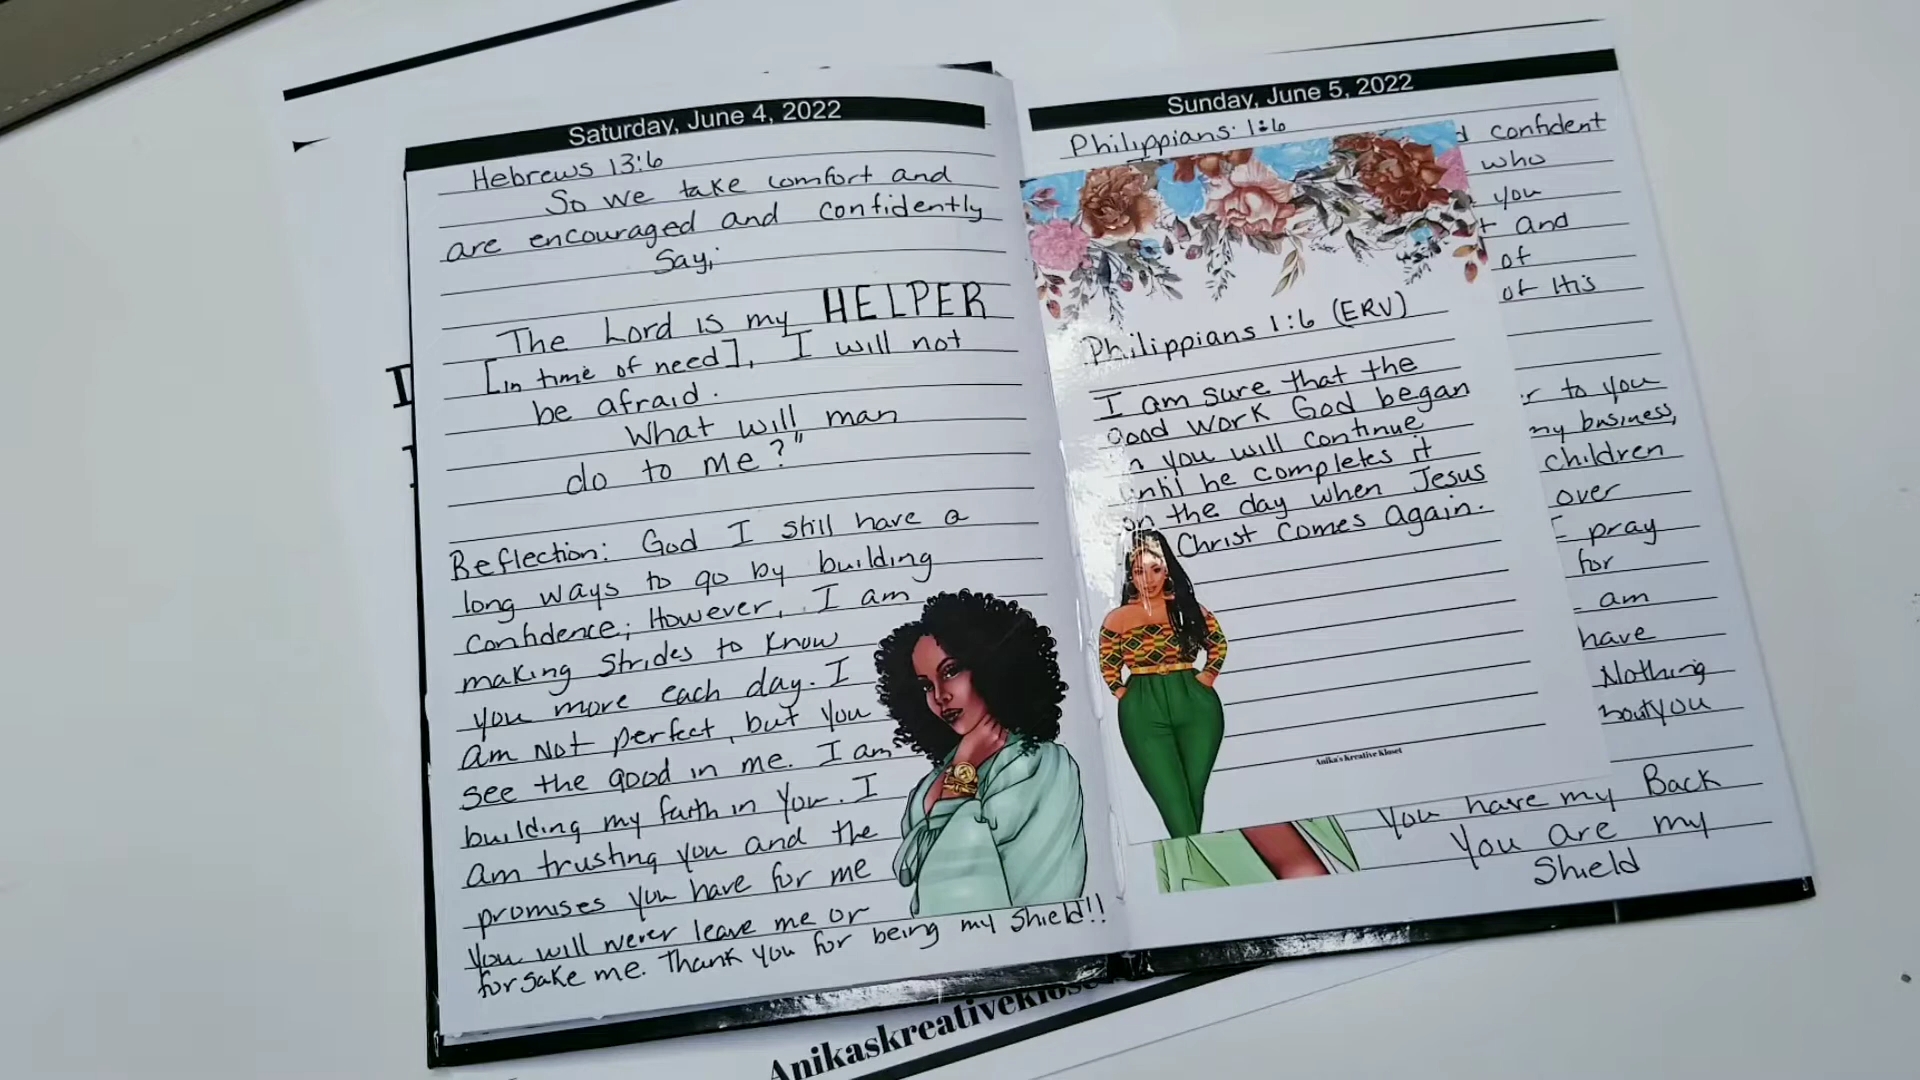 Saturday, June 4, 2022
Hebrews 13:6
So we take comfort and
are encouraged and confidently
Say,
The Lord is my HELPER
[in time of need], I will not
be afraid.
What will man
do to me?"
Reflection: God I still have a
long ways to go by building
confidence; However, I am
making strides to know
you more each day. I
am Not perfect, but you
see the good in me. I am
building my faith in You. I
am trusting you and the
promises you have for me
You will never leave me or
forsake me. Thank you for being my Shield!!
Sunday, June 5, 2022
Philippians: 1:6
confident
who
you
and
of
of His
to you
my business,
children
over
I pray
for
am
have
Nothing
You have my Back
You are my
Shield
Philippians 1:6 (ERV)
I am sure that the
good work God began
in you will continue
until he completes it
on the day when Jesus
Christ comes again.
Anika's Kreative Kloset
Anikaskreativeklose